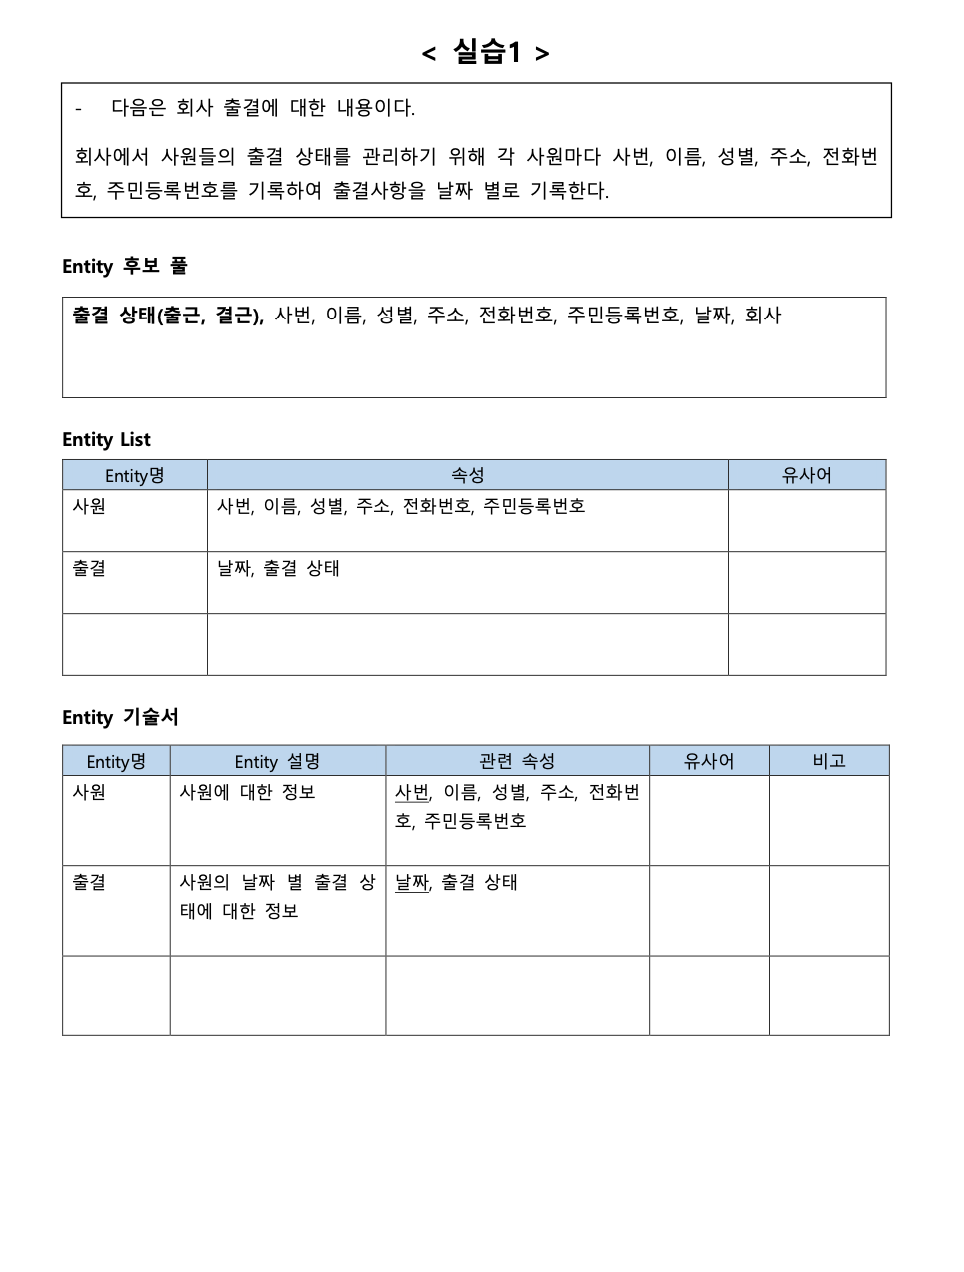 < 실습1 >
- 다음은 회사 출결에 대한 내용이다.
회사에서 사원들의 출결 상태를 관리하기 위해 각 사원마다 사번, 이름, 성별, 주소, 전화번
호, 주민등록번호를 기록하여 출결사항을 날짜 별로 기록한다.
Entity 후보 풀
출결 상태(출근, 결근), 사번, 이름, 성별, 주소, 전화번호, 주민등록번호, 날짜, 회사
Entity List
Entity명 속성 유사어
사원 사번, 이름, 성별, 주소, 전화번호, 주민등록번호
출결 날짜, 출결 상태
Entity 기술서
Entity명 Entity 설명 관련 속성 유사어 비고
사원 사원에 대한 정보 사번, 이름, 성별, 주소, 전화번
호, 주민등록번호
출결 사원의 날짜 별 출결 상 날짜, 출결 상태
태에 대한 정보